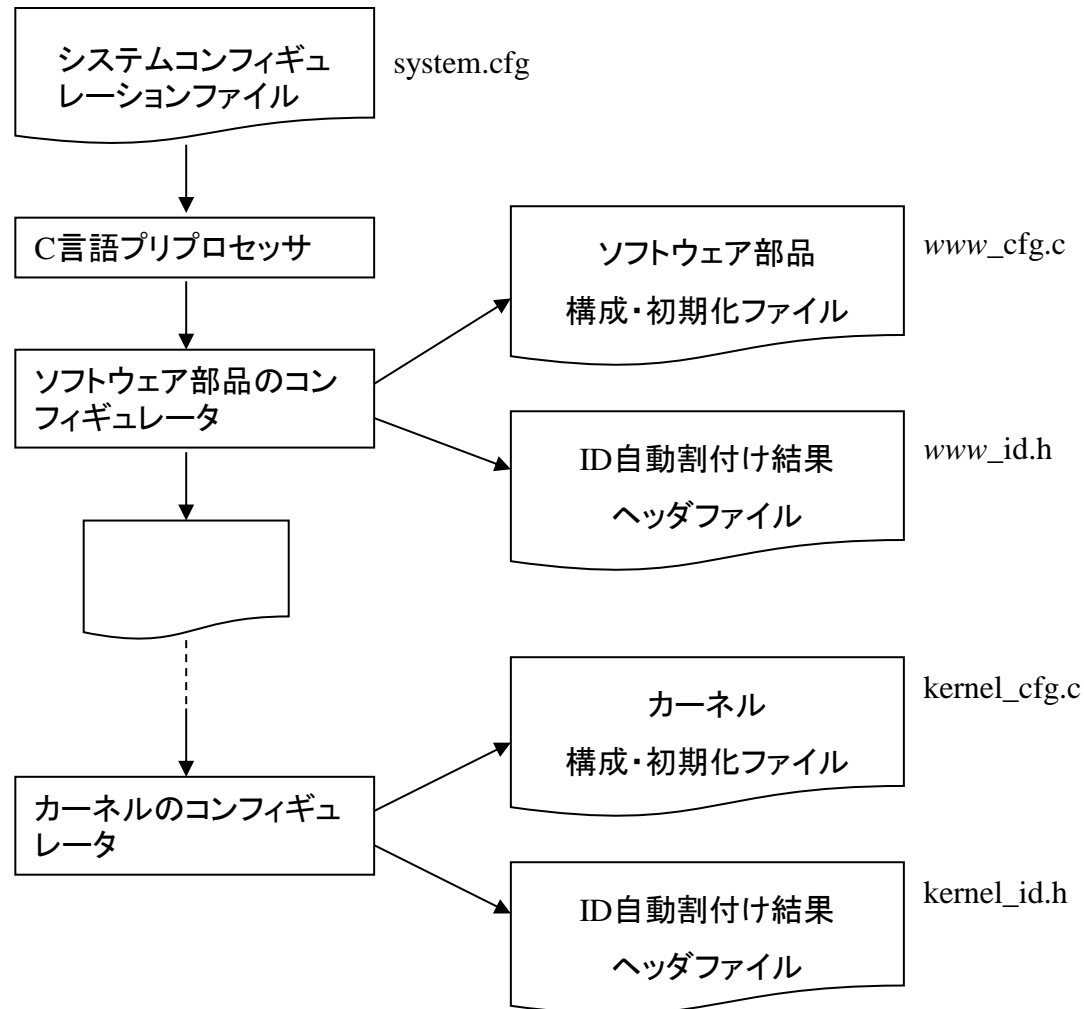 システムコンフィギュ
レーションファイル
system.cfg
C言語プリプロセッサ
ソフトウェア部品
構成・初期化ファイル
www_cfg.c
ソフトウェア部品のコン
フィギュレータ
ID自動割付け結果
ヘッダファイル
www_id.h
カーネル
構成・初期化ファイル
kernel_cfg.c
カーネルのコンフィギュ
レータ
ID自動割付け結果
ヘッダファイル
kernel_id.h